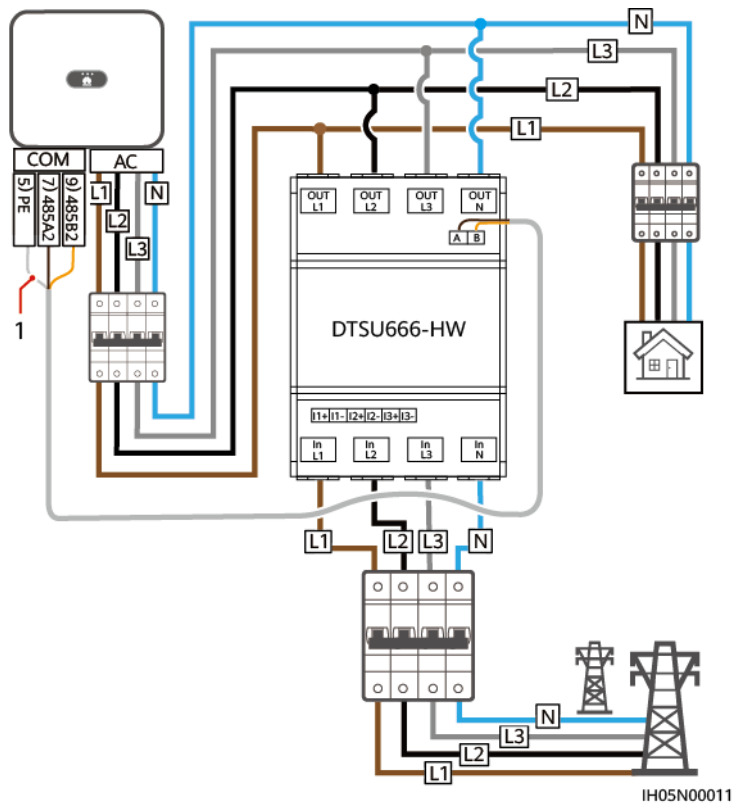 N
L3
L2
L1
COM
AC
5) PE
7) 485A2
9) 485B2
L1
L2
L3
N
1
OUT L1
OUT L2
OUT L3
OUT N
A B
DTSU666-HW
I1+ I1- I2+ I2- I3+ I3-
In L1
In L2
In L3
In N
L1
L2
L3
N
N
L3
L2
L1
IH05N00011